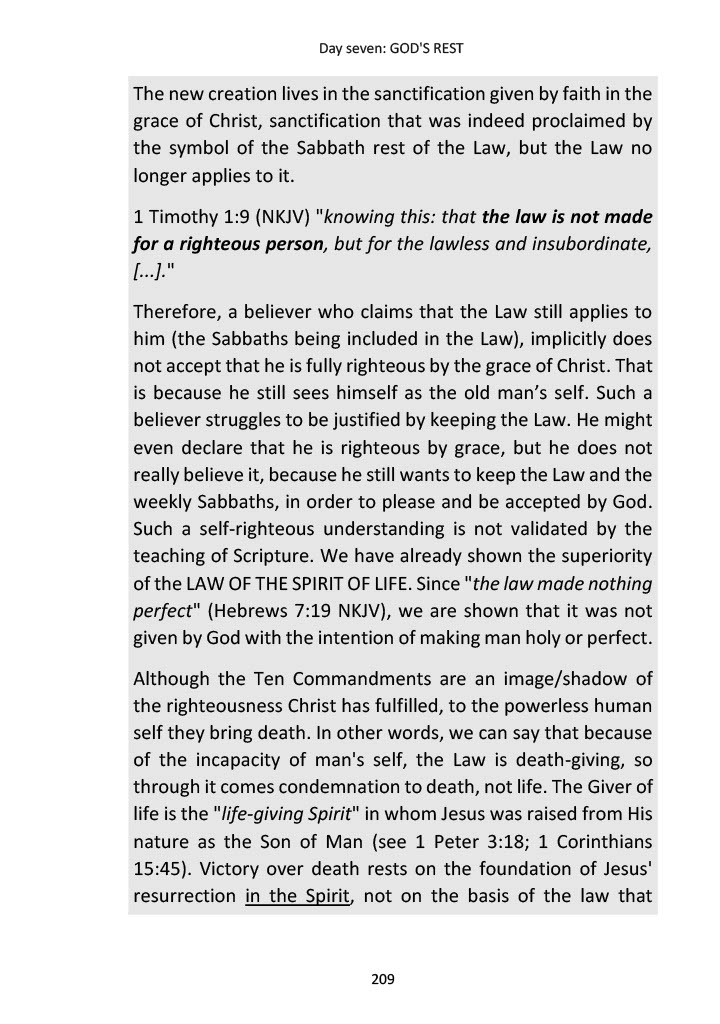 Day seven: GOD'S REST
The new creation lives in the sanctification given by faith in the
grace of Christ, sanctification that was indeed proclaimed by
the symbol of the Sabbath rest of the Law, but the Law no
longer applies to it.
1 Timothy 1:9 (NKJV) "knowing this: that the law is not made
for a righteous person, but for the lawless and insubordinate,
[...]."
Therefore, a believer who claims that the Law still applies to
him (the Sabbaths being included in the Law), implicitly does
not accept that he is fully righteous by the grace of Christ. That
is because he still sees himself as the old man’s self. Such a
believer struggles to be justified by keeping the Law. He might
even declare that he is righteous by grace, but he does not
really believe it, because he still wants to keep the Law and the
weekly Sabbaths, in order to please and be accepted by God.
Such a self-righteous understanding is not validated by the
teaching of Scripture. We have already shown the superiority
of the LAW OF THE SPIRIT OF LIFE. Since "the law made nothing
perfect" (Hebrews 7:19 NKJV), we are shown that it was not
given by God with the intention of making man holy or perfect.
Although the Ten Commandments are an image/shadow of
the righteousness Christ has fulfilled, to the powerless human
self they bring death. In other words, we can say that because
of the incapacity of man's self, the Law is death-giving, so
through it comes condemnation to death, not life. The Giver of
life is the "life-giving Spirit" in whom Jesus was raised from His
nature as the Son of Man (see 1 Peter 3:18; 1 Corinthians
15:45). Victory over death rests on the foundation of Jesus'
resurrection in the Spirit, not on the basis of the law that
209